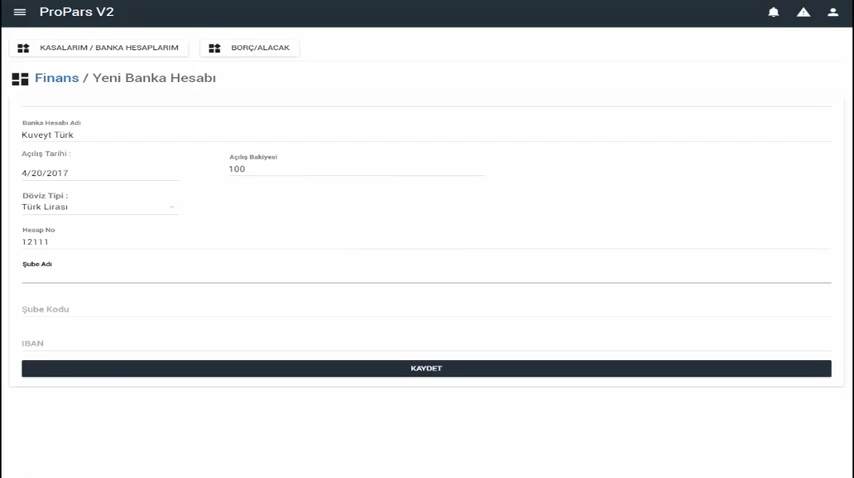 ProPars V2
KASALARIM / BANKA HESAPLARIM
BORÇ/ALACAK
Finans / Yeni Banka Hesabı
Banka Hesabı Adı
Kuveyt Türk
Açılış Tarihi :
Açılış Bakiyesi
4/20/2017
100
Döviz Tipi :
Türk Lirası
Hesap No
12111
Şube Adı
Şube Kodu
IBAN
KAYDET